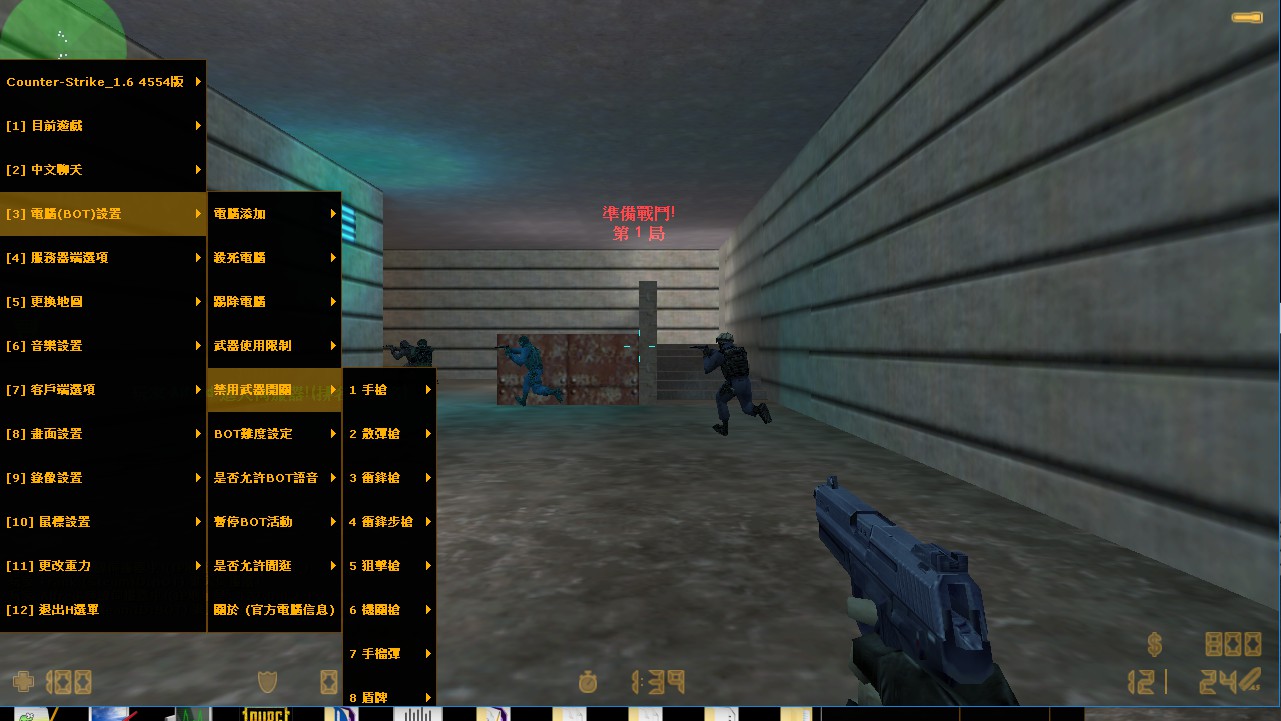 Counter-Strike_1.6 4554版
[1] 目前遊戲
[2] 中文聊天
[3] 電腦(BOT)設置
[4] 服務器端選項
[5] 更換地圖
[6] 音樂設置
[7] 客戶端選項
[8] 畫面設置
[9] 錄像設置
[10] 鼠標設置
[11] 更改重力
[12] 退出H選單
電腦添加
殺死電腦
踢除電腦
武器使用限制
禁用武器開關
BOT難度設定
是否允許BOT語音
暫停BOT活動
是否允許閒逛
關於 (官方電腦信息)
1 手槍
2 散彈槍
3 衝鋒槍
4 衝鋒步槍
5 狙擊槍
6 機關槍
7 手榴彈
8 盾牌
準備戰鬥!
第 1 局
$ 800
100
0
1:39
12 | 24